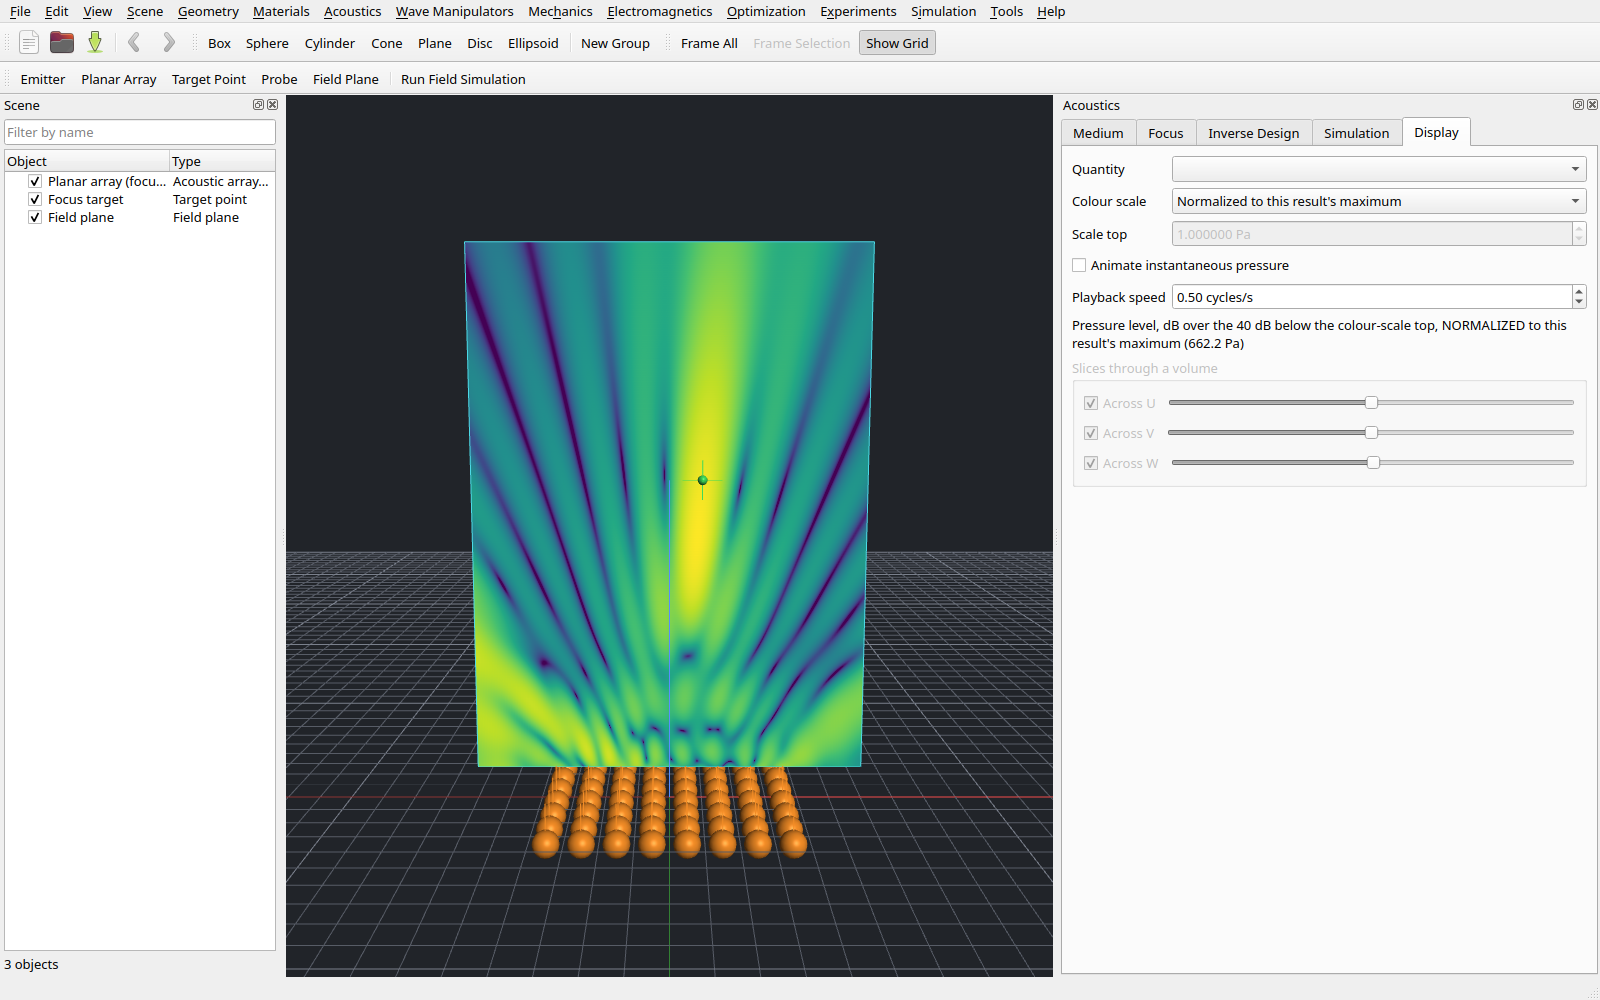 File Edit View Scene Geometry Materials Acoustics Wave Manipulators Mechanics Electromagnetics Optimization Experiments Simulation Tools Help
Box Sphere Cylinder Cone Plane Disc Ellipsoid New Group Frame All Frame Selection Show Grid
Emitter Planar Array Target Point Probe Field Plane Run Field Simulation
Scene
Filter by name
Object Type
Planar array (focu... Acoustic array...
Focus target Target point
Field plane Field plane
3 objects
Acoustics
Medium Focus Inverse Design Simulation Display
Quantity
Colour scale Normalized to this result's maximum
Scale top 1.000000 Pa
Animate instantaneous pressure
Playback speed 0.50 cycles/s
Pressure level, dB over the 40 dB below the colour-scale top, NORMALIZED to this
result's maximum (662.2 Pa)
Slices through a volume
Across U
Across V
Across W